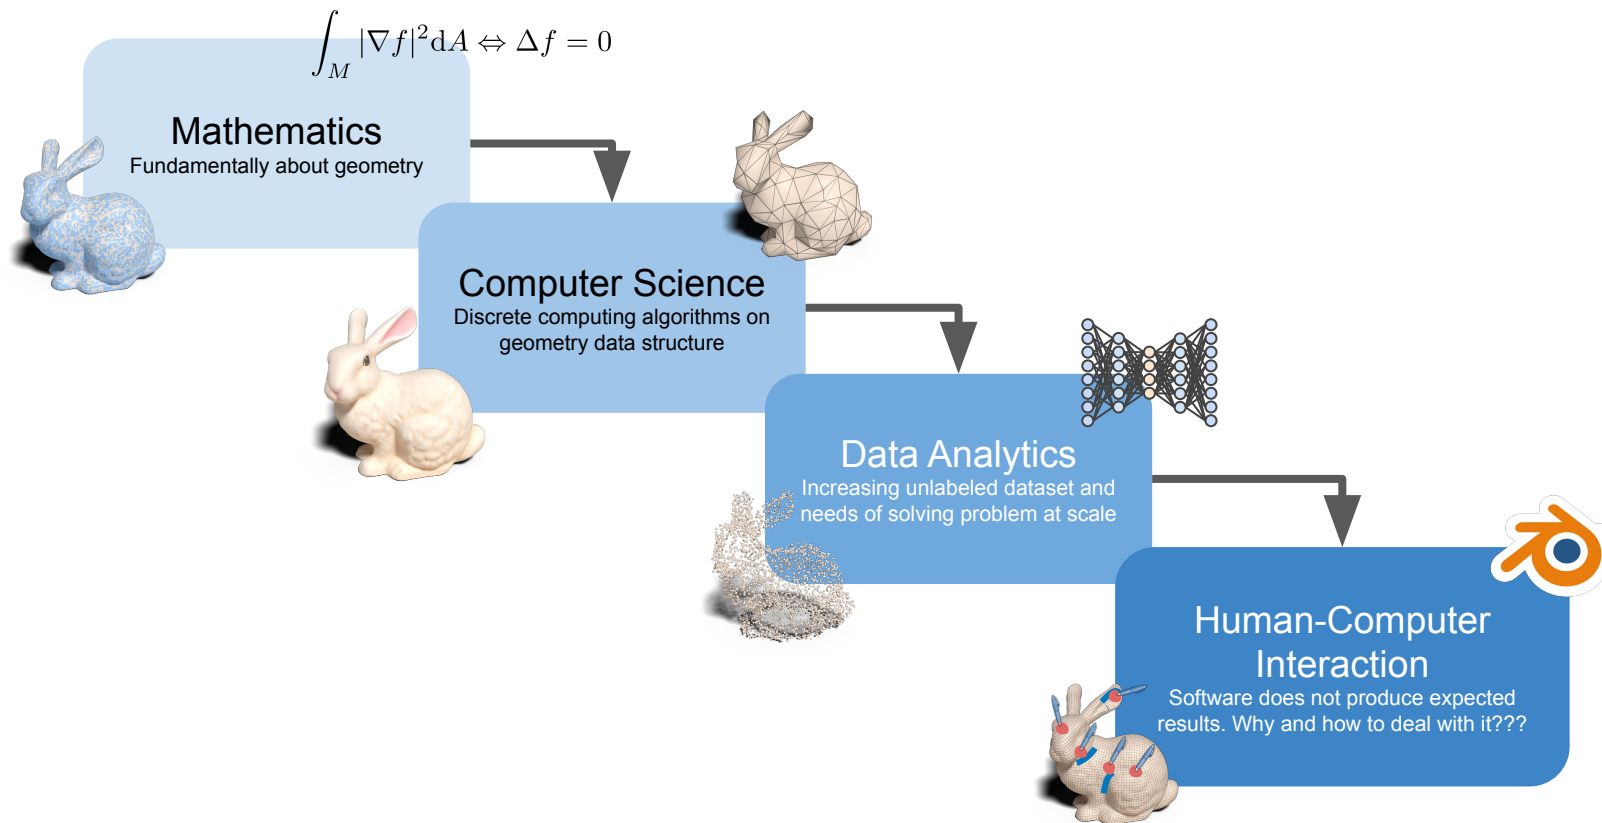 ∫_M |∇f|²dA ⇔ Δf = 0
Mathematics
Fundamentally about geometry
Computer Science
Discrete computing algorithms on
geometry data structure
Data Analytics
Increasing unlabeled dataset and
needs of solving problem at scale
Human-Computer
Interaction
Software does not produce expected
results. Why and how to deal with it???